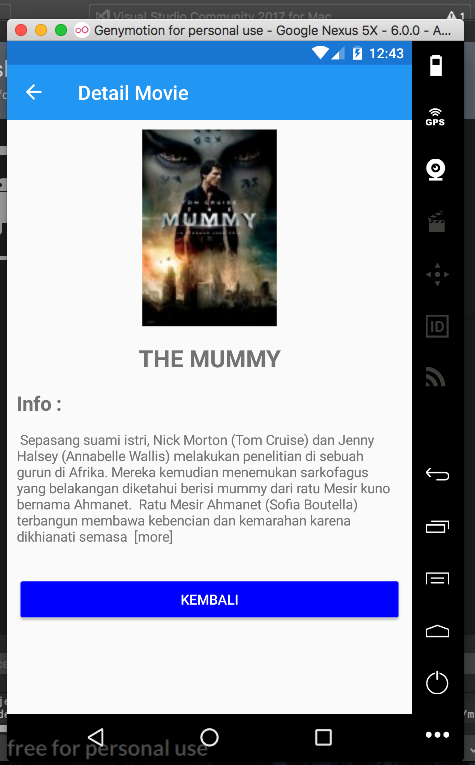 Visual Studio Community 2017 for Mac
1
Genymotion for personal use - Google Nexus 5X - 6.0.0 - A...
12:43
GPS
Detail Movie
TOM CRUISE
THE
MUMMY
THE MUMMY
ID
Info :
Sepasang suami istri, Nick Morton (Tom Cruise) dan Jenny
Halsey (Annabelle Wallis) melakukan penelitian di sebuah
gurun di Afrika. Mereka kemudian menemukan sarkofagus
yang belakangan diketahui berisi mummy dari ratu Mesir kuno
bernama Ahmanet.  Ratu Mesir Ahmanet (Sofia Boutella)
terbangun membawa kebencian dan kemarahan karena
dikhianati semasa  [more]
KEMBALI
free for personal use